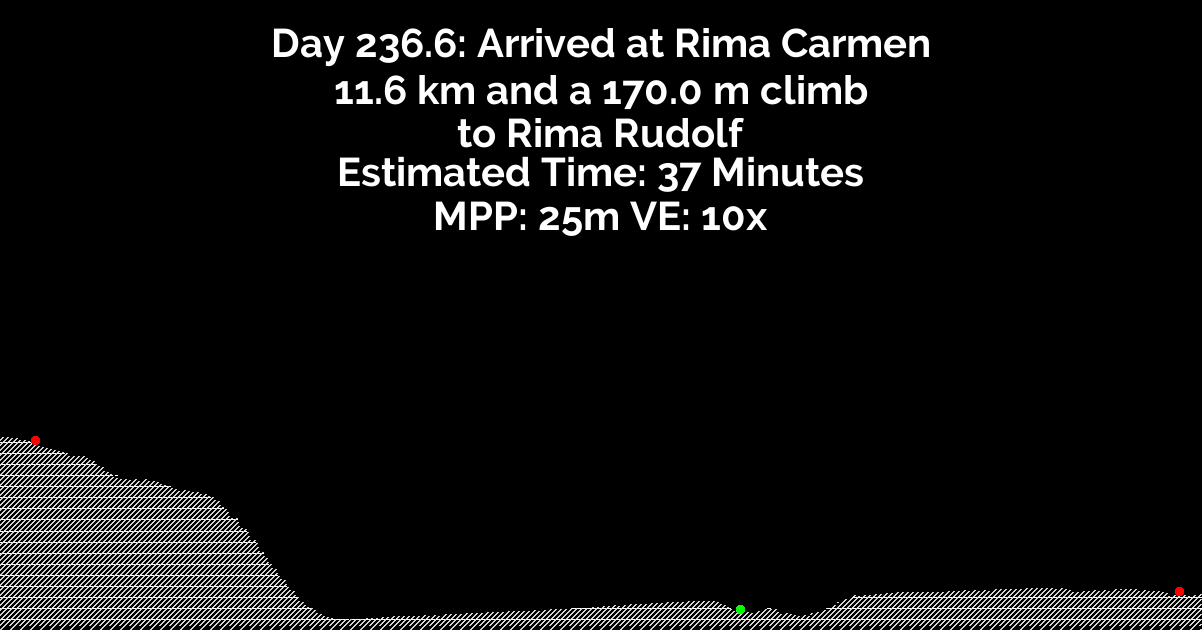 Day 236.6: Arrived at Rima Carmen
11.6 km and a 170.0 m climb
to Rima Rudolf
Estimated Time: 37 Minutes
MPP: 25m VE: 10x